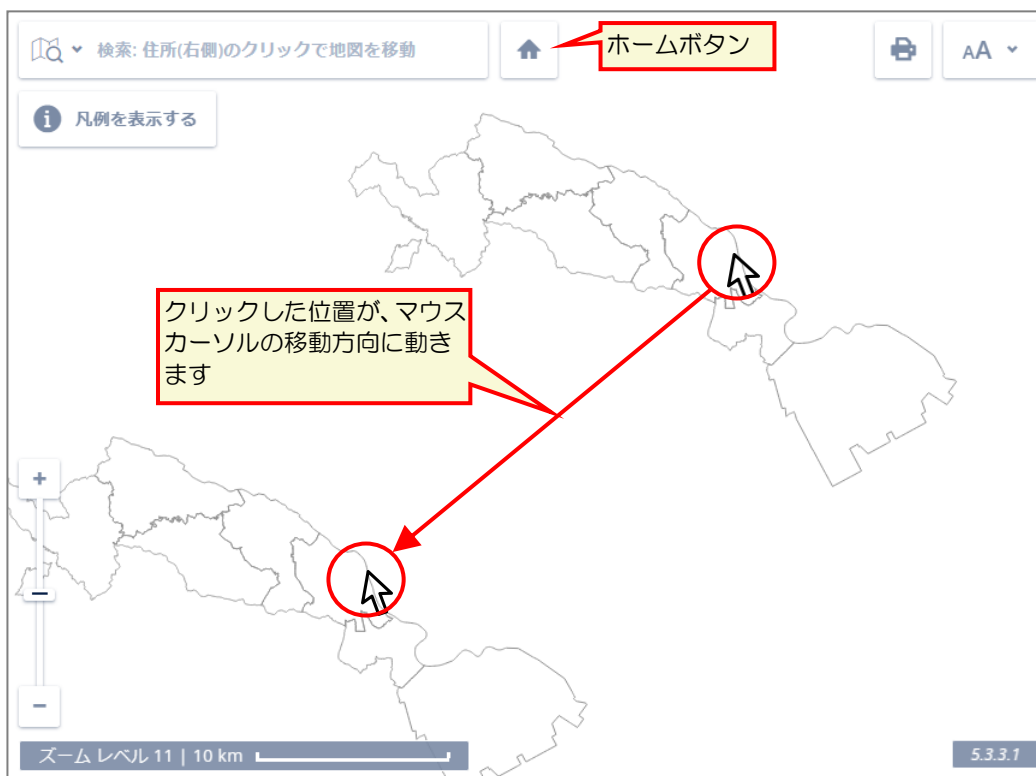 検索: 住所(右側)のクリックで地図を移動
ホームボタン
AA
凡例を表示する
クリックした位置が、マウス
カーソルの移動方向に動き
ます
ズーム レベル 11 | 10 km
5.3.3.1